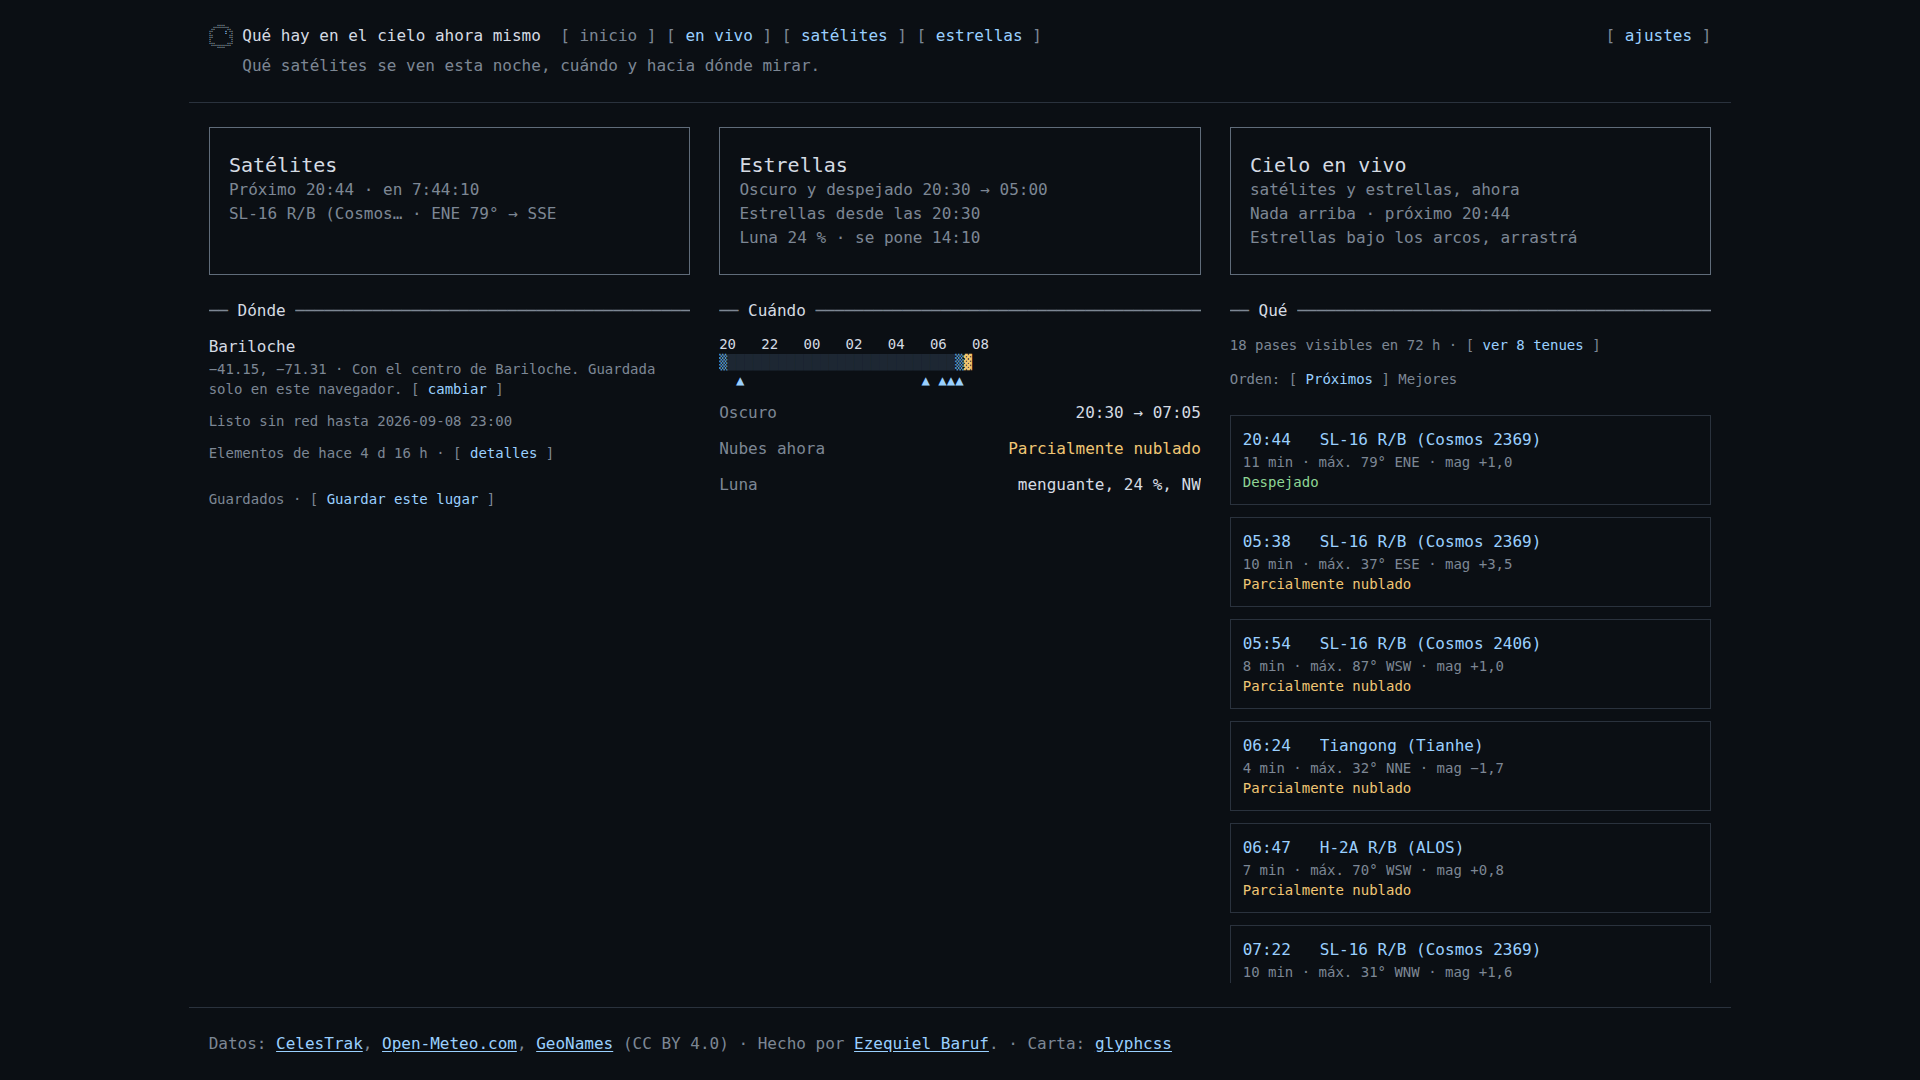 Qué hay en el cielo ahora mismo [ inicio ] [ en vivo ] [ satélites ] [ estrellas ] [ ajustes ]
Qué satélites se ven esta noche, cuándo y hacia dónde mirar.
Satélites
Próximo 20:44 · en 7:44:10
SL-16 R/B (Cosmos… · ENE 79° → SSE
Estrellas
Oscuro y despejado 20:30 → 05:00
Estrellas desde las 20:30
Luna 24 % · se pone 14:10
Cielo en vivo
satélites y estrellas, ahora
Nada arriba · próximo 20:44
Estrellas bajo los arcos, arrastrá
Dónde
Bariloche
−41.15, −71.31 · Con el centro de Bariloche. Guardada
solo en este navegador. [ cambiar ]
Listo sin red hasta 2026-09-08 23:00
Elementos de hace 4 d 16 h · [ detalles ]
Guardados · [ Guardar este lugar ]
Cuándo
20 22 00 02 04 06 08
Oscuro 20:30 → 07:05
Nubes ahora Parcialmente nublado
Luna menguante, 24 %, NW
Qué
18 pases visibles en 72 h · [ ver 8 tenues ]
Orden: [ Próximos ] Mejores
20:44 SL-16 R/B (Cosmos 2369)
11 min · máx. 79° ENE · mag +1,0
Despejado
05:38 SL-16 R/B (Cosmos 2369)
10 min · máx. 37° ESE · mag +3,5
Parcialmente nublado
05:54 SL-16 R/B (Cosmos 2406)
8 min · máx. 87° WSW · mag +1,0
Parcialmente nublado
06:24 Tiangong (Tianhe)
4 min · máx. 32° NNE · mag −1,7
Parcialmente nublado
06:47 H-2A R/B (ALOS)
7 min · máx. 70° WSW · mag +0,8
Parcialmente nublado
07:22 SL-16 R/B (Cosmos 2369)
10 min · máx. 31° WNW · mag +1,6
Datos: CelesTrak, Open-Meteo.com, GeoNames (CC BY 4.0) · Hecho por Ezequiel Baruf. · Carta: glyphcss